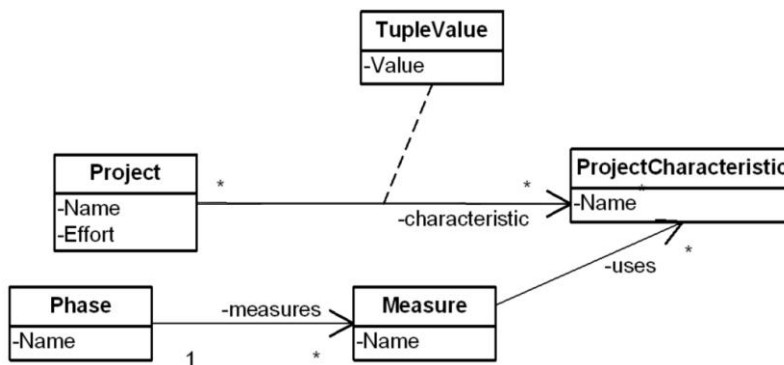 TupleValue
-Value
Project
-Name
-Effort
*
*
-characteristic
ProjectCharacteristic
-Name
*
-uses
*
Phase
-Name
1
-measures
*
Measure
-Name